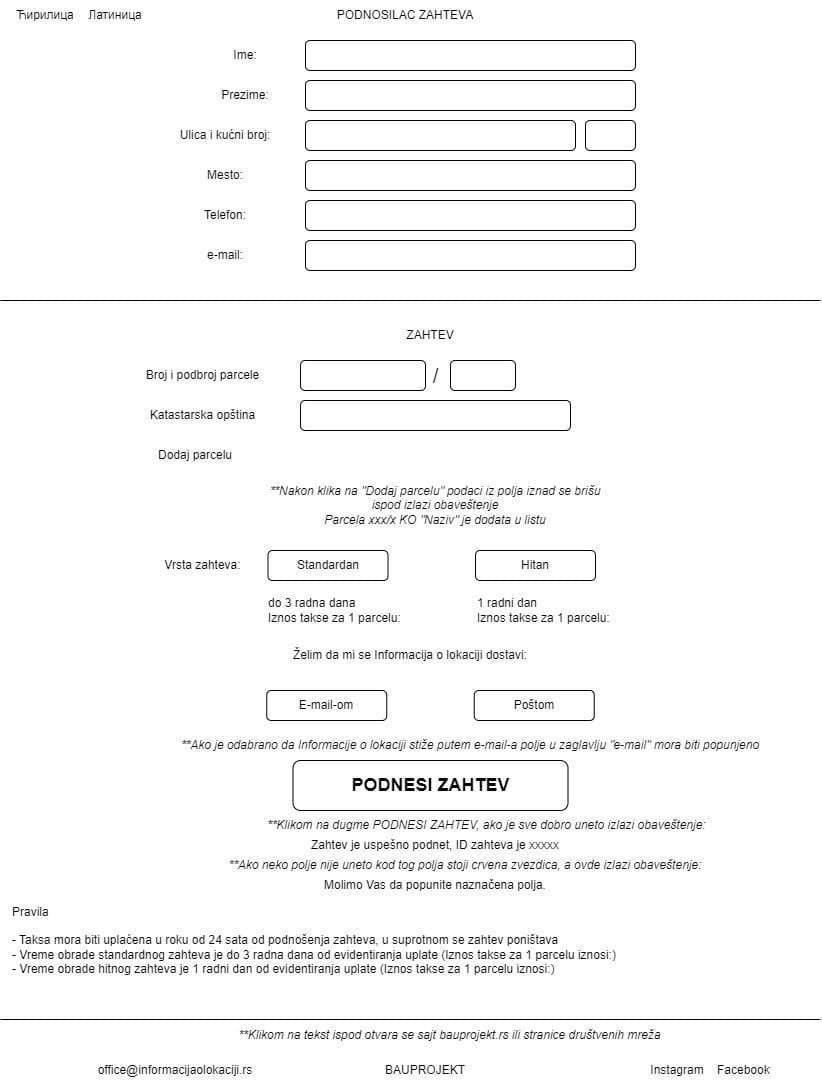 Ћирилица Латиница PODNOSILAC ZAHTEVA
Ime:
Prezime:
Ulica i kućni broj:
Mesto:
Telefon:
e-mail:
ZAHTEV
Broj i podbroj parcele /
Katastarska opština
Dodaj parcelu
**Nakon klika na "Dodaj parcelu" podaci iz polja iznad se brišu
ispod izlazi obaveštenje
Parcela xxx/x KO "Naziv" je dodata u listu
Vrsta zahteva: Standardan Hitan
do 3 radna dana 1 radni dan
Iznos takse za 1 parcelu: Iznos takse za 1 parcelu:
Želim da mi se Informacija o lokaciji dostavi:
E-mail-om Poštom
**Ako je odabrano da Informacije o lokaciji stiže putem e-mail-a polje u zaglavlju "e-mail" mora biti popunjeno
PODNESI ZAHTEV
**Klikom na dugme PODNESI ZAHTEV, ako je sve dobro uneto izlazi obaveštenje:
Zahtev je uspešno podnet, ID zahteva je xxxxx
**Ako neko polje nije uneto kod tog polja stoji crvena zvezdica, a ovde izlazi obaveštenje:
Molimo Vas da popunite naznačena polja.
Pravila
- Taksa mora biti uplaćena u roku od 24 sata od podnošenja zahteva, u suprotnom se zahtev poništava
- Vreme obrade standardnog zahteva je do 3 radna dana od evidentiranja uplate (Iznos takse za 1 parcelu iznosi:)
- Vreme obrade hitnog zahteva je 1 radni dan od evidentiranja uplate (Iznos takse za 1 parcelu iznosi:)
**Klikom na tekst ispod otvara se sajt bauprojekt.rs ili stranice društvenih mreža
office@informacijaolokaciji.rs BAUPROJEKT Instagram Facebook